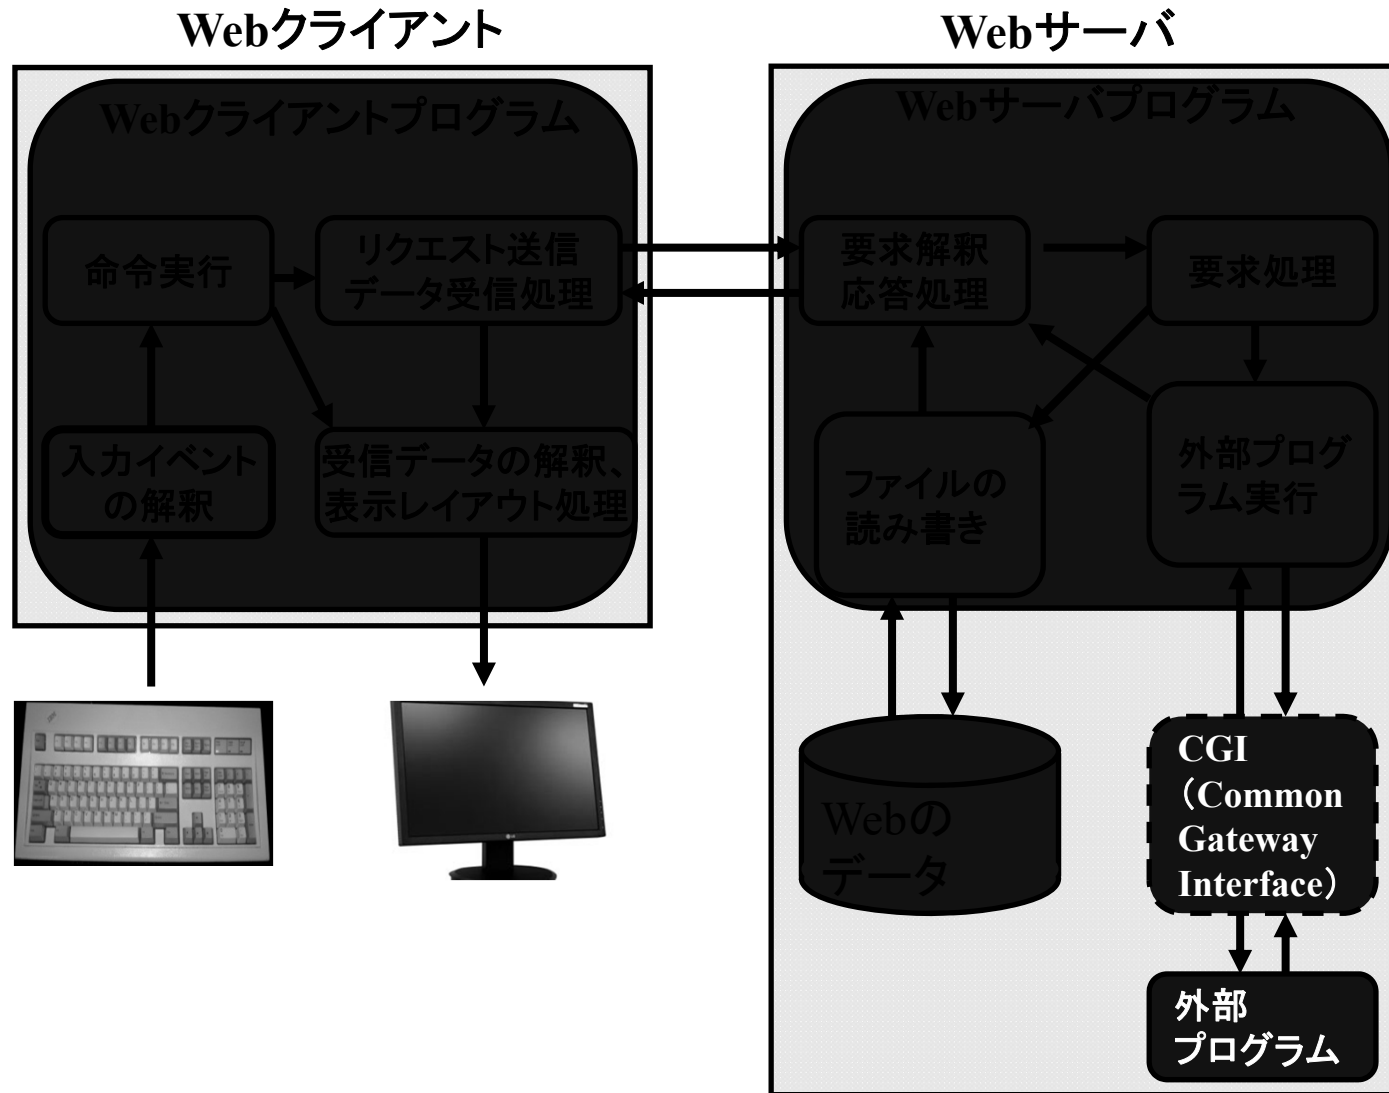 Webクライアント
Webクライアントプログラム
命令実行
リクエスト送信
データ受信処理
入力イベント
の解釈
受信データの解釈、
表示レイアウト処理
Webサーバ
Webサーバプログラム
要求解釈
応答処理
要求処理
ファイルの
読み書き
外部プログ
ラム実行
Webの
データ
CGI
（Common
Gateway
Interface）
外部
プログラム